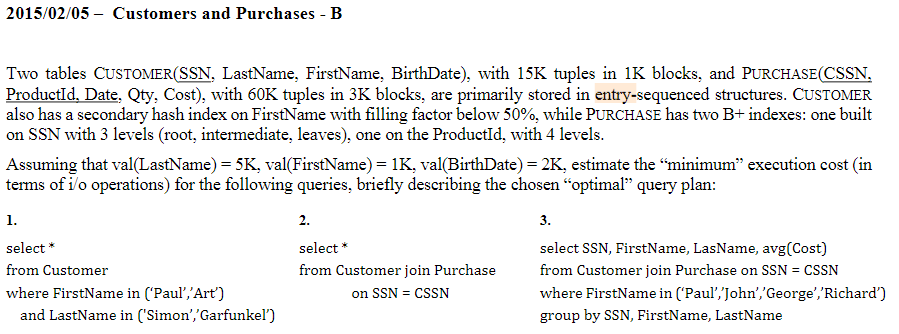 2015/02/05 – Customers and Purchases - B
Two tables CUSTOMER(SSN, LastName, FirstName, BirthDate), with 15K tuples in 1K blocks, and PURCHASE(CSSN,
ProductId, Date, Qty, Cost), with 60K tuples in 3K blocks, are primarily stored in entry-sequenced structures. CUSTOMER
also has a secondary hash index on FirstName with filling factor below 50%, while PURCHASE has two B+ indexes: one built
on SSN with 3 levels (root, intermediate, leaves), one on the ProductId, with 4 levels.
Assuming that val(LastName) = 5K, val(FirstName) = 1K, val(BirthDate) = 2K, estimate the “minimum” execution cost (in
terms of i/o operations) for the following queries, briefly describing the chosen “optimal” query plan:
1.
select *
from Customer
where FirstName in (‘Paul’,’Art’)
and LastName in (‘Simon’,’Garfunkel’)
2.
select *
from Customer join Purchase
on SSN = CSSN
3.
select SSN, FirstName, LasName, avg(Cost)
from Customer join Purchase on SSN = CSSN
where FirstName in (‘Paul’,’John’,’George’,’Richard’)
group by SSN, FirstName, LastName